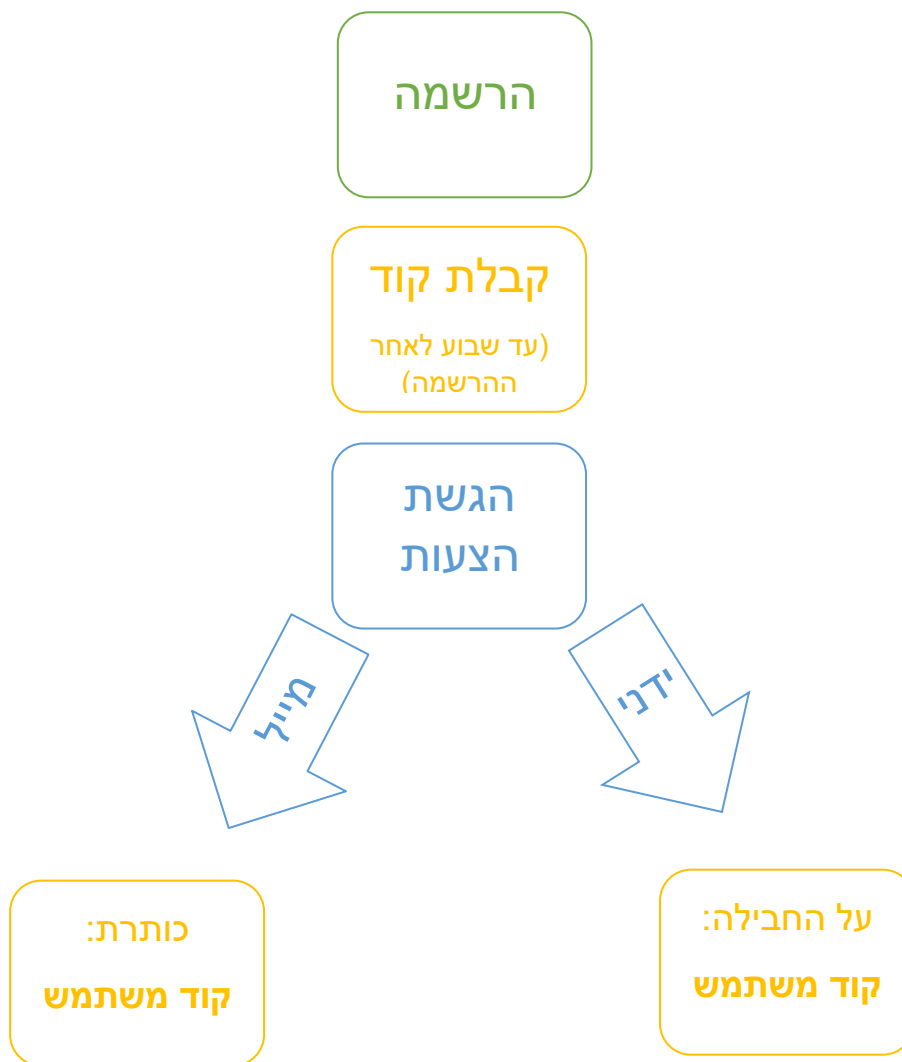 הרשמה
קבלת קוד
(עד שבוע לאחר
ההרשמה)
הגשת
הצעות
ידני
מייל
על החבילה:
קוד משתמש
כותרת:
קוד משתמש